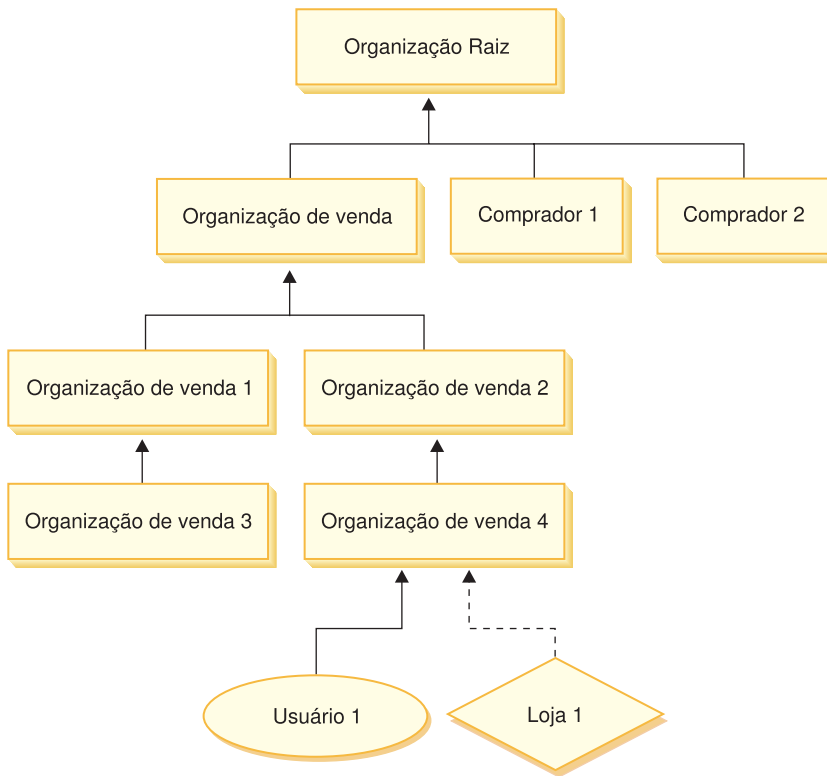 Organização Raiz
Organização de venda
Comprador 1
Comprador 2
Organização de venda 1
Organização de venda 2
Organização de venda 3
Organização de venda 4
Usuário 1
Loja 1